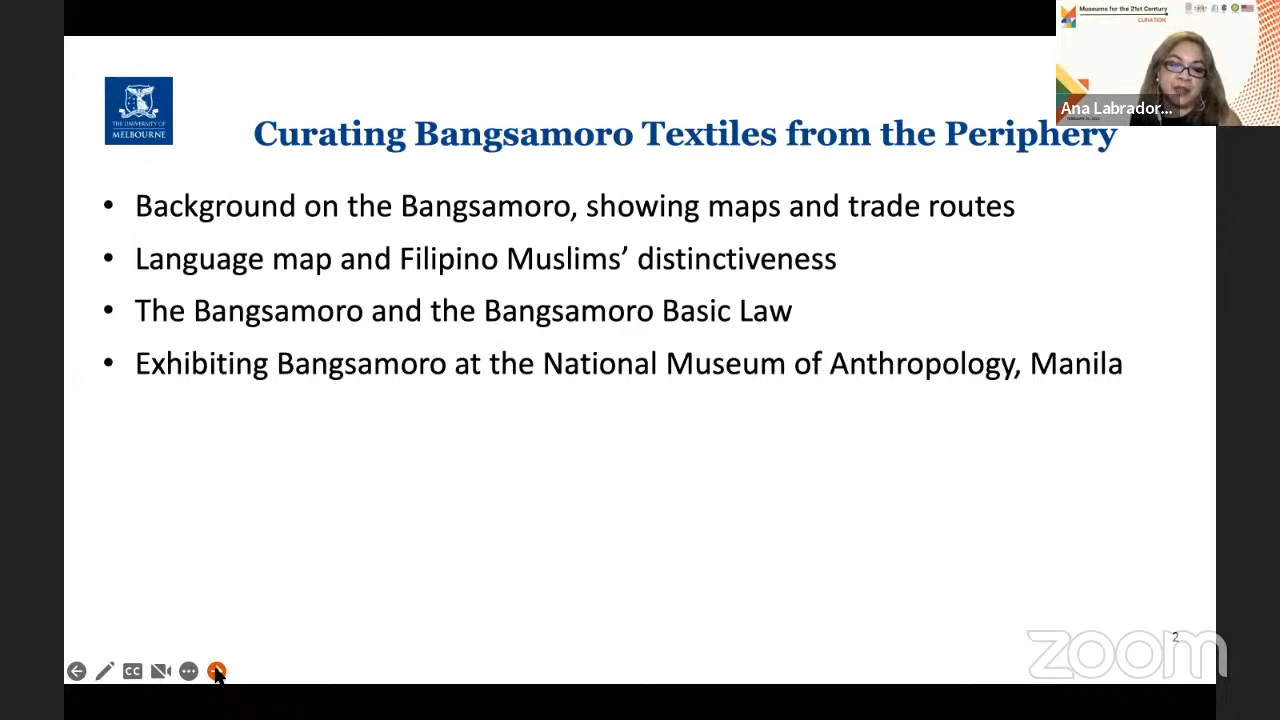 Museums for the 21st Century
CURATION
Ana Labrador...
THE UNIVERSITY OF
MELBOURNE
Curating Bangsamoro Textiles from the Periphery
• Background on the Bangsamoro, showing maps and trade routes
• Language map and Filipino Muslims’ distinctiveness
• The Bangsamoro and the Bangsamoro Basic Law
• Exhibiting Bangsamoro at the National Museum of Anthropology, Manila
2
CC
zoom